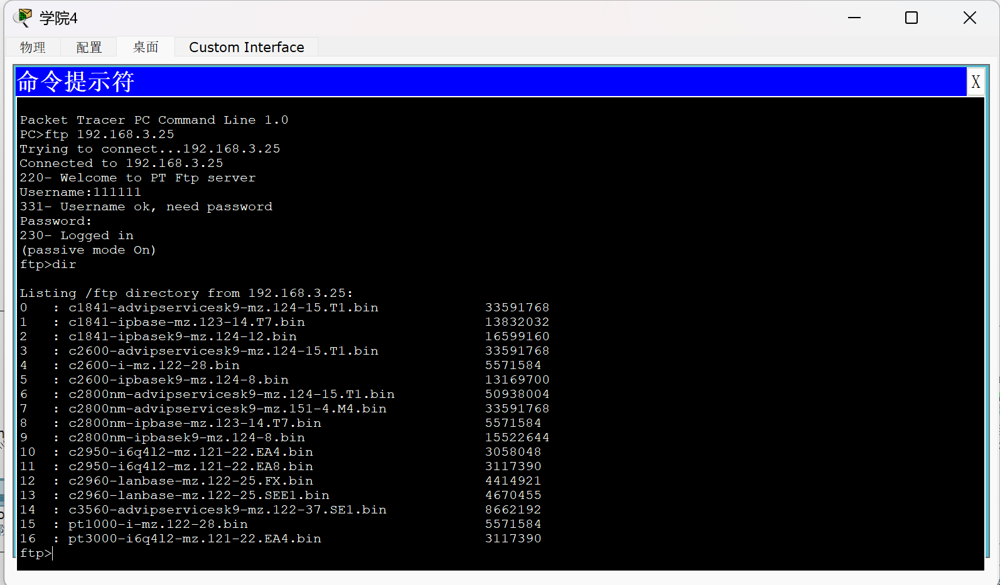 学院4
物理 配置 桌面 Custom Interface
命令提示符 X
Packet Tracer PC Command Line 1.0
PC>ftp 192.168.3.25
Trying to connect...192.168.3.25
Connected to 192.168.3.25
220- Welcome to PT Ftp server
Username:111111
331- Username ok, need password
Password:
230- Logged in
(passive mode On)
ftp>dir
Listing /ftp directory from 192.168.3.25:
0 : c1841-advipservicesk9-mz.124-15.T1.bin 33591768
1 : c1841-ipbase-mz.123-14.T7.bin 13832032
2 : c1841-ipbasek9-mz.124-12.bin 16599160
3 : c2600-advipservicesk9-mz.124-15.T1.bin 33591768
4 : c2600-i-mz.122-28.bin 5571584
5 : c2600-ipbasek9-mz.124-8.bin 13169700
6 : c2800nm-advipservicesk9-mz.124-15.T1.bin 50938004
7 : c2800nm-advipservicesk9-mz.151-4.M4.bin 33591768
8 : c2800nm-ipbase-mz.123-14.T7.bin 5571584
9 : c2800nm-ipbasek9-mz.124-8.bin 15522644
10 : c2950-i6q4l2-mz.121-22.EA4.bin 3058048
11 : c2950-i6q4l2-mz.121-22.EA8.bin 3117390
12 : c2960-lanbase-mz.122-25.FX.bin 4414921
13 : c2960-lanbase-mz.122-25.SEE1.bin 4670455
14 : c3560-advipservicesk9-mz.122-37.SE1.bin 8662192
15 : pt1000-i-mz.122-28.bin 5571584
16 : pt3000-i6q4l2-mz.121-22.EA4.bin 3117390
ftp>